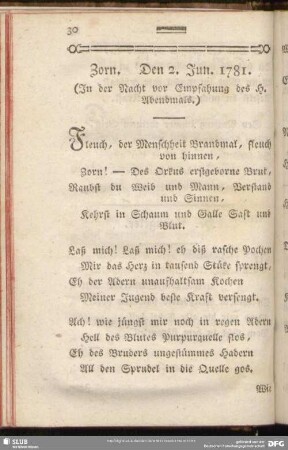 30
Zorn. Den 2. Jun. 1781.
(In der Nacht vor Empfahung des H.
Abendmals.)
Fleuch, der Menschheit Brandmal, fleuch
von hinnen,
Zorn! — Des Orkus erstgeborne Brut,
Raubst du Weib und Mann, Verstand
und Sinnen,
Kehrst in Schaum und Galle Saft und
Blut.
Laß mich! Laß mich! eh diß rasche Pochen
Mir das Herz in tausend Stüke sprengt,
Eh der Adern unaufhaltsam Kochen
Meiner Jugend beste Kraft versengt.
Ach! wie jüngst mir noch in regen Adern
Hell des Blutes Purpurquelle flos,
Eh des Bruders ungestümmes Hadern
All den Sprudel in die Quelle gos.
Wie
SLUB
DFG